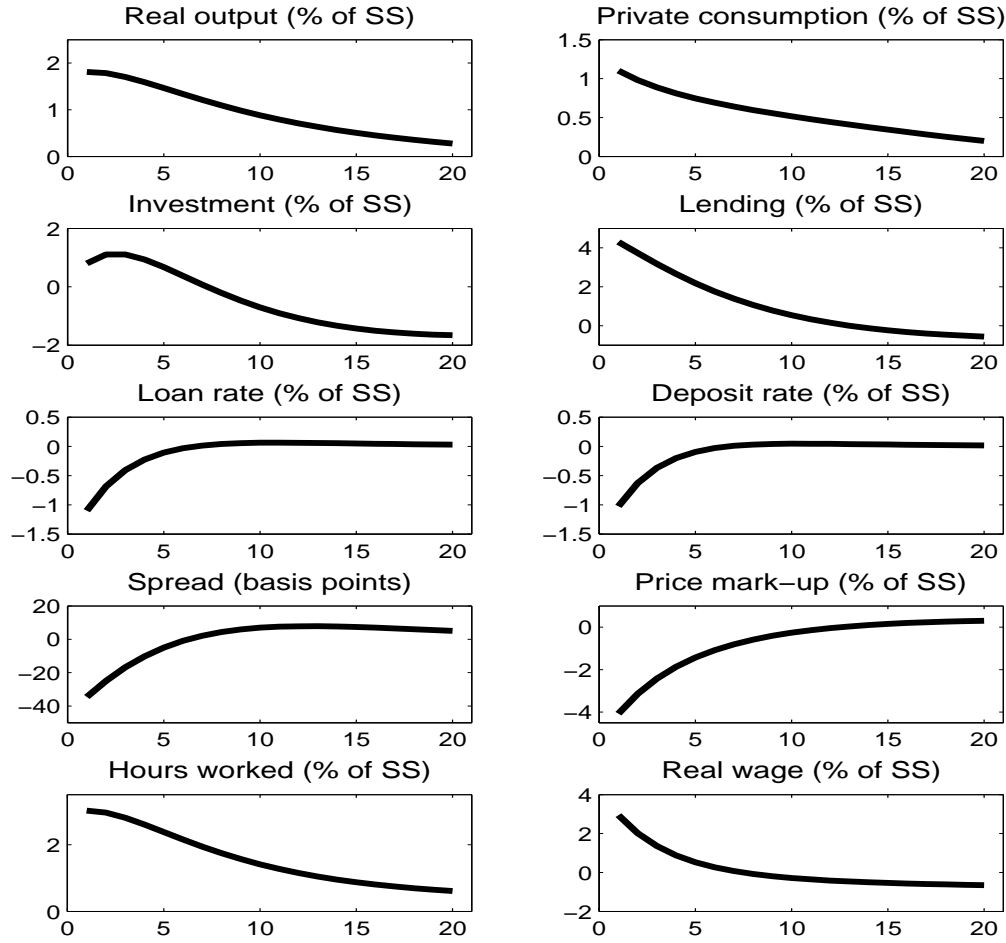 Real output (% of SS)
2
1
0
0 5 10 15 20
Private consumption (% of SS)
1.5
1
0.5
0
0 5 10 15 20
Investment (% of SS)
2
0
−2
0 5 10 15 20
Lending (% of SS)
4
2
0
0 5 10 15 20
Loan rate (% of SS)
0.5
0
−0.5
−1
−1.5
0 5 10 15 20
Deposit rate (% of SS)
0.5
0
−0.5
−1
−1.5
0 5 10 15 20
Spread (basis points)
20
0
−20
−40
0 5 10 15 20
Price mark−up (% of SS)
0
−2
−4
0 5 10 15 20
Hours worked (% of SS)
2
0
0 5 10 15 20
Real wage (% of SS)
4
2
0
−2
0 5 10 15 20